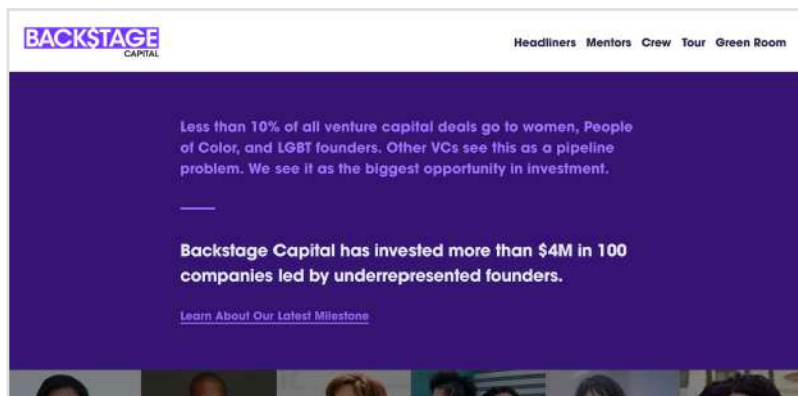 BACK$TAGE
CAPITAL
Headliners Mentors Crew Tour Green Room
Less than 10% of all venture capital deals go to women, People
of Color, and LGBT founders. Other VCs see this as a pipeline
problem. We see it as the biggest opportunity in investment.
Backstage Capital has invested more than $4M in 100
companies led by underrepresented founders.
Learn About Our Latest Milestone